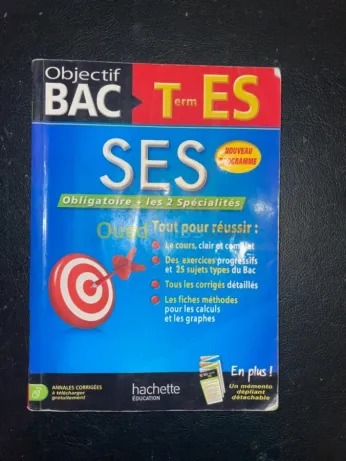 Objectif
BAC
Term ES
SES
NOUVEAU
PROGRAMME
Obligatoire + les 2 Spécialités
Oued
Tout pour réussir :
Le cours, clair et complet
Des exercices progressifs
et 25 sujets types du Bac
Tous les corrigés détaillés
Les fiches méthodes
pour les calculs
et les graphes
En plus !
Un mémento
dépliant
détachable
ANNALES CORRIGÉES
à télécharger
gratuitement
hachette
ÉDUCATION